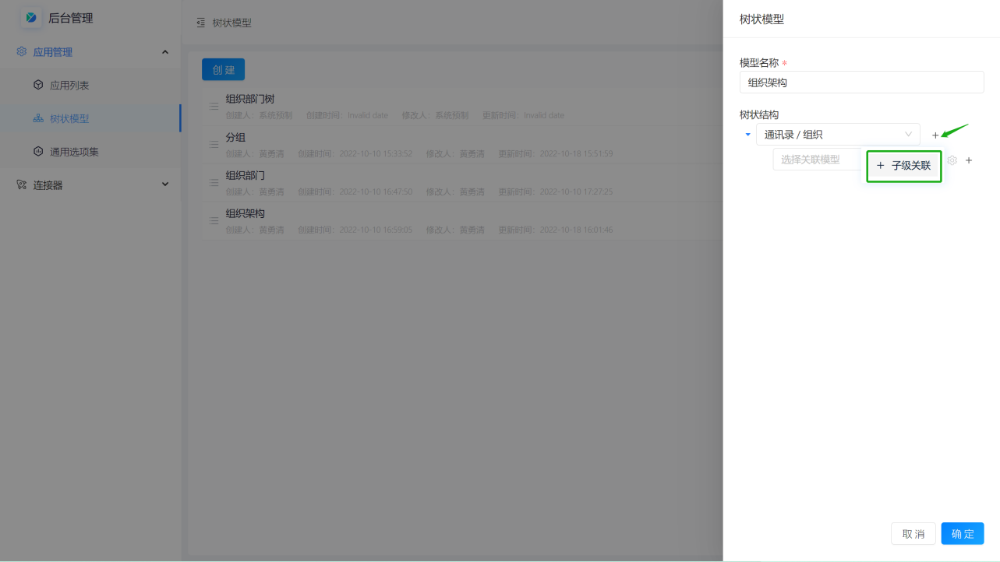 后台管理
应用管理
应用列表
树状模型
通用选项集
连接器
树状模型
创建
组织部门树
创建人：系统预制 创建时间：Invalid date 修改人：系统预制 更新时间：Invalid date
分组
创建人：黄勇清 创建时间：2022-10-10 15:33:52 修改人：黄勇清 更新时间：2022-10-18 15:51:59
组织部门
创建人：黄勇清 创建时间：2022-10-10 16:47:50 修改人：黄勇清 更新时间：2022-10-10 17:27:25
组织架构
创建人：黄勇清 创建时间：2022-10-10 16:59:05 修改人：黄勇清 更新时间：2022-10-18 16:01:46
树状模型
模型名称 *
组织架构
树状结构
通讯录 / 组织 +
选择关联模型 +
+ 子级关联
取消 确定